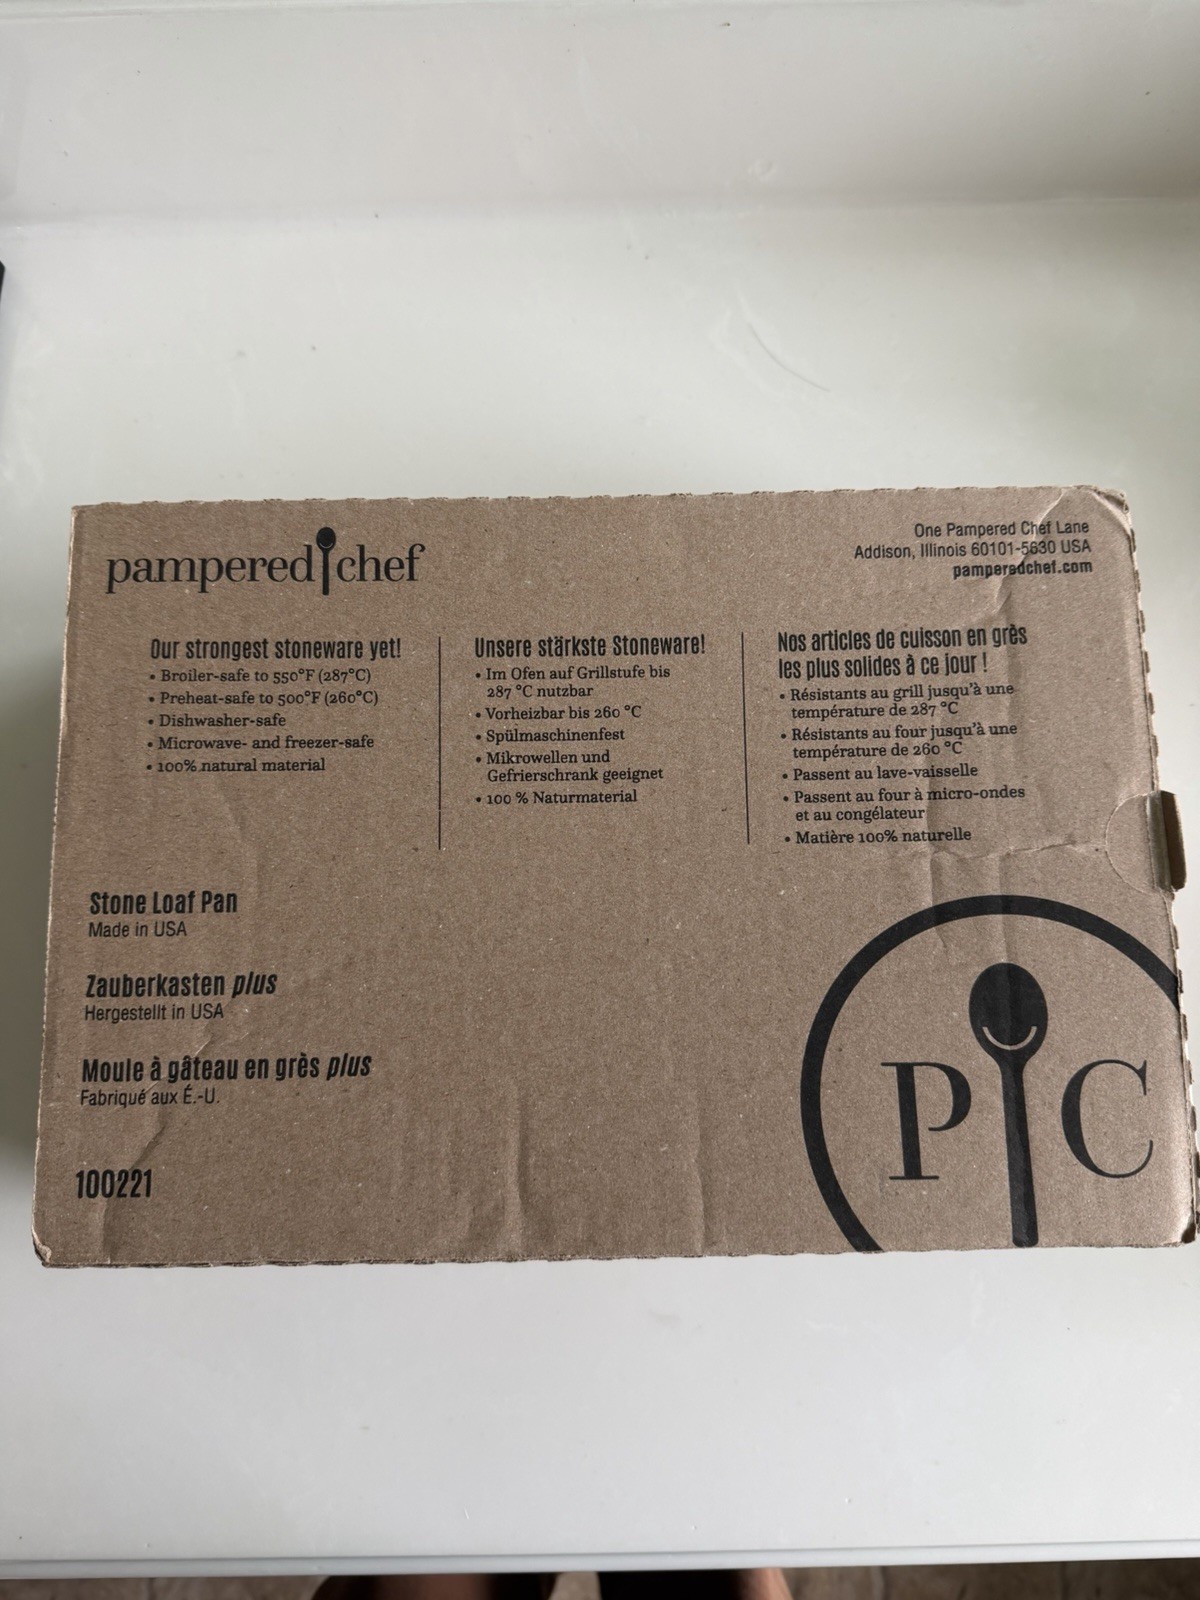 pampered chef
One Pampered Chef Lane
Addison, Illinois 60101-5630 USA
pamperedchef.com
Our strongest stoneware yet!
• Broiler-safe to 550°F (287°C)
• Preheat-safe to 500°F (260°C)
• Dishwasher-safe
• Microwave- and freezer-safe
• 100% natural material
Unsere stärkste Stoneware!
• Im Ofen auf Grillstufe bis
287 °C nutzbar
• Vorheizbar bis 260 °C
• Spülmaschinenfest
• Mikrowellen und
Gefrierschrank geeignet
• 100 % Naturmaterial
Nos articles de cuisson en grès
les plus solides à ce jour !
• Résistants au gril jusqu'à une
température de 287 °C
• Résistants au four jusqu'à une
température de 260 °C
• Passent au lave-vaisselle
• Passent au four à micro-ondes
et au congélateur
• Matière 100% naturelle
Stone Loaf Pan
Made in USA
Zauberkasten plus
Hergestellt in USA
Moule à gâteau en grès plus
Fabriqué aux É.-U.
100221
P C